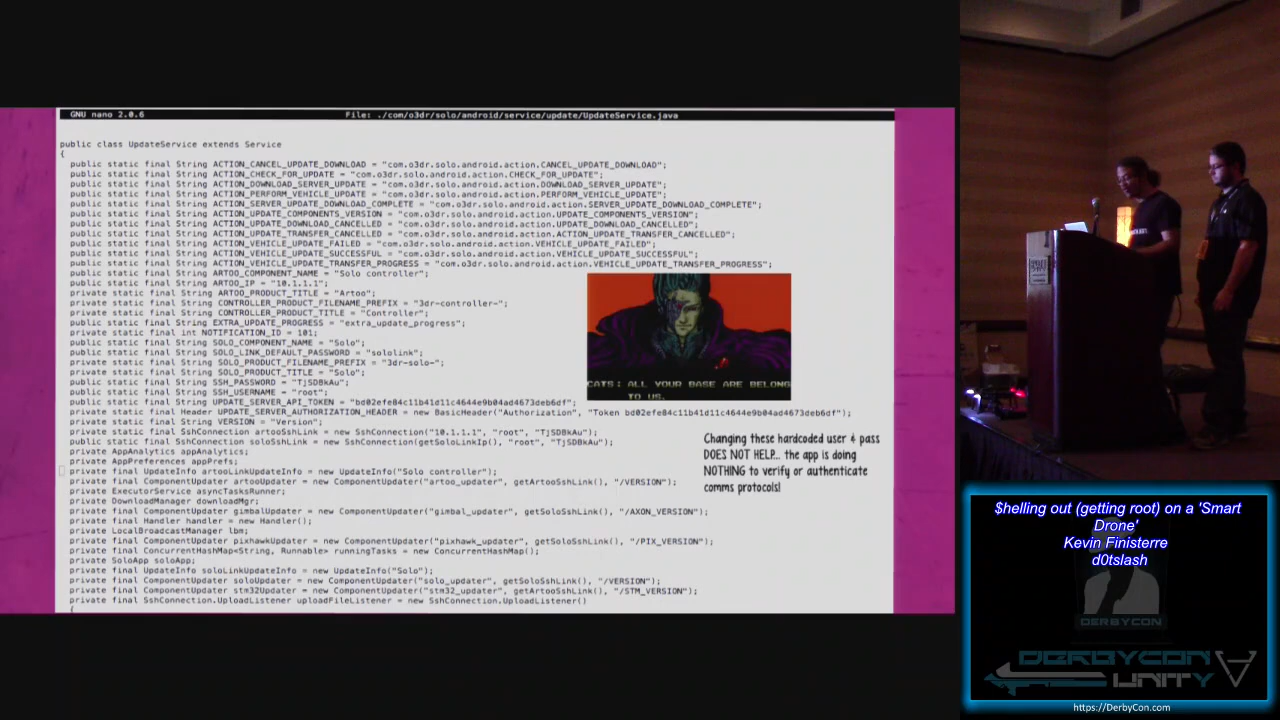 GNU nano 2.0.6 File: ./com/o3dr/solo/android/service/update/UpdateService.java
public class UpdateService extends Service
{
public static final String ACTION_CANCEL_UPDATE_DOWNLOAD = "com.o3dr.solo.android.action.CANCEL_UPDATE_DOWNLOAD";
public static final String ACTION_CHECK_FOR_UPDATE = "com.o3dr.solo.android.action.CHECK_FOR_UPDATE";
public static final String ACTION_DOWNLOAD_SERVER_UPDATE = "com.o3dr.solo.android.action.DOWNLOAD_SERVER_UPDATE";
public static final String ACTION_PERFORM_VEHICLE_UPDATE = "com.o3dr.solo.android.action.PERFORM_VEHICLE_UPDATE";
public static final String ACTION_SERVER_UPDATE_DOWNLOAD_COMPLETE = "com.o3dr.solo.android.action.SERVER_UPDATE_DOWNLOAD_COMPLETE";
public static final String ACTION_UPDATE_COMPONENTS_VERSION = "com.o3dr.solo.android.action.UPDATE_COMPONENTS_VERSION";
public static final String ACTION_UPDATE_DOWNLOAD_CANCELLED = "com.o3dr.solo.android.action.UPDATE_DOWNLOAD_CANCELLED";
public static final String ACTION_UPDATE_TRANSFER_CANCELLED = "com.o3dr.solo.android.action.ACTION_UPDATE_TRANSFER_CANCELLED";
public static final String ACTION_VEHICLE_UPDATE_FAILED = "com.o3dr.solo.android.action.VEHICLE_UPDATE_FAILED";
public static final String ACTION_VEHICLE_UPDATE_SUCCESSFUL = "com.o3dr.solo.android.action.VEHICLE_UPDATE_SUCCESSFUL";
public static final String ACTION_VEHICLE_UPDATE_TRANSFER_PROGRESS = "com.o3dr.solo.android.action.VEHICLE_UPDATE_TRANSFER_PROGRESS";
public static final String ARTOO_COMPONENT_NAME = "Solo controller";
public static final String ARTOO_IP = "10.1.1.1";
private static final String ARTOO_PRODUCT_TITLE = "Artoo";
private static final String CONTROLLER_PRODUCT_FILENAME_PREFIX = "3dr-controller-";
private static final String CONTROLLER_PRODUCT_TITLE = "Controller";
public static final String EXTRA_UPDATE_PROGRESS = "extra_update_progress";
private static final int NOTIFICATION_ID = 101;
public static final String SOLO_COMPONENT_NAME = "Solo";
public static final String SOLO_LINK_DEFAULT_PASSWORD = "sololink";
private static final String SOLO_PRODUCT_FILENAME_PREFIX = "3dr-solo-";
private static final String SOLO_PRODUCT_TITLE = "Solo";
public static final String SSH_PASSWORD = "TjSDBkAu";
public static final String SSH_USERNAME = "root";
public static final String UPDATE_SERVER_API_TOKEN = "bd02efe84c11b41d11c4644e9b04ad4673deb6df";
private static final Header UPDATE_SERVER_AUTHORIZATION_HEADER = new BasicHeader("Authorization", "Token bd02efe84c11b41d11c4644e9b04ad4673deb6df");
private static final String VERSION = "Version";
private static final SshConnection artooSshLink = new SshConnection("10.1.1.1", "root", "TjSDBkAu");
public static final SshConnection soloSshLink = new SshConnection(getSoloLinkIp(), "root", "TjSDBkAu");
private AppAnalytics appAnalytics;
private AppPreferences appPrefs;
private final UpdateInfo artooLinkUpdateInfo = new UpdateInfo("Solo controller");
private final ComponentUpdater artooUpdater = new ComponentUpdater("artoo_updater", getArtooSshLink(), "/VERSION");
private ExecutorService asyncTasksRunner;
private DownloadManager downloadMgr;
private final ComponentUpdater gimbalUpdater = new ComponentUpdater("gimbal_updater", getSoloSshLink(), "/AXON_VERSION");
private final Handler handler = new Handler();
private LocalBroadcastManager lbm;
private final ComponentUpdater pixhawkUpdater = new ComponentUpdater("pixhawk_updater", getSoloSshLink(), "/PIX_VERSION");
private final ConcurrentHashMap<String, Runnable> runningTasks = new ConcurrentHashMap();
private SoloApp soloApp;
private final UpdateInfo soloLinkUpdateInfo = new UpdateInfo("Solo");
private final ComponentUpdater soloUpdater = new ComponentUpdater("solo_updater", getSoloSshLink(), "/VERSION");
private final ComponentUpdater stm32Updater = new ComponentUpdater("stm32_updater", getArtooSshLink(), "/STM_VERSION");
private final SshConnection.UploadListener uploadFileListener = new SshConnection.UploadListener()
{
CATS: ALL YOUR BASE ARE BELONG
TO US.
Changing these hardcoded user & pass
DOES NOT HELP... the app is doing
NOTHING to verify or authenticate
comms protocols!
$helling out (getting root) on a 'Smart
Drone'
Kevin Finisterre
d0tslash
DERBYCON
DERBYCON
UNITY
https://DerbyCon.com